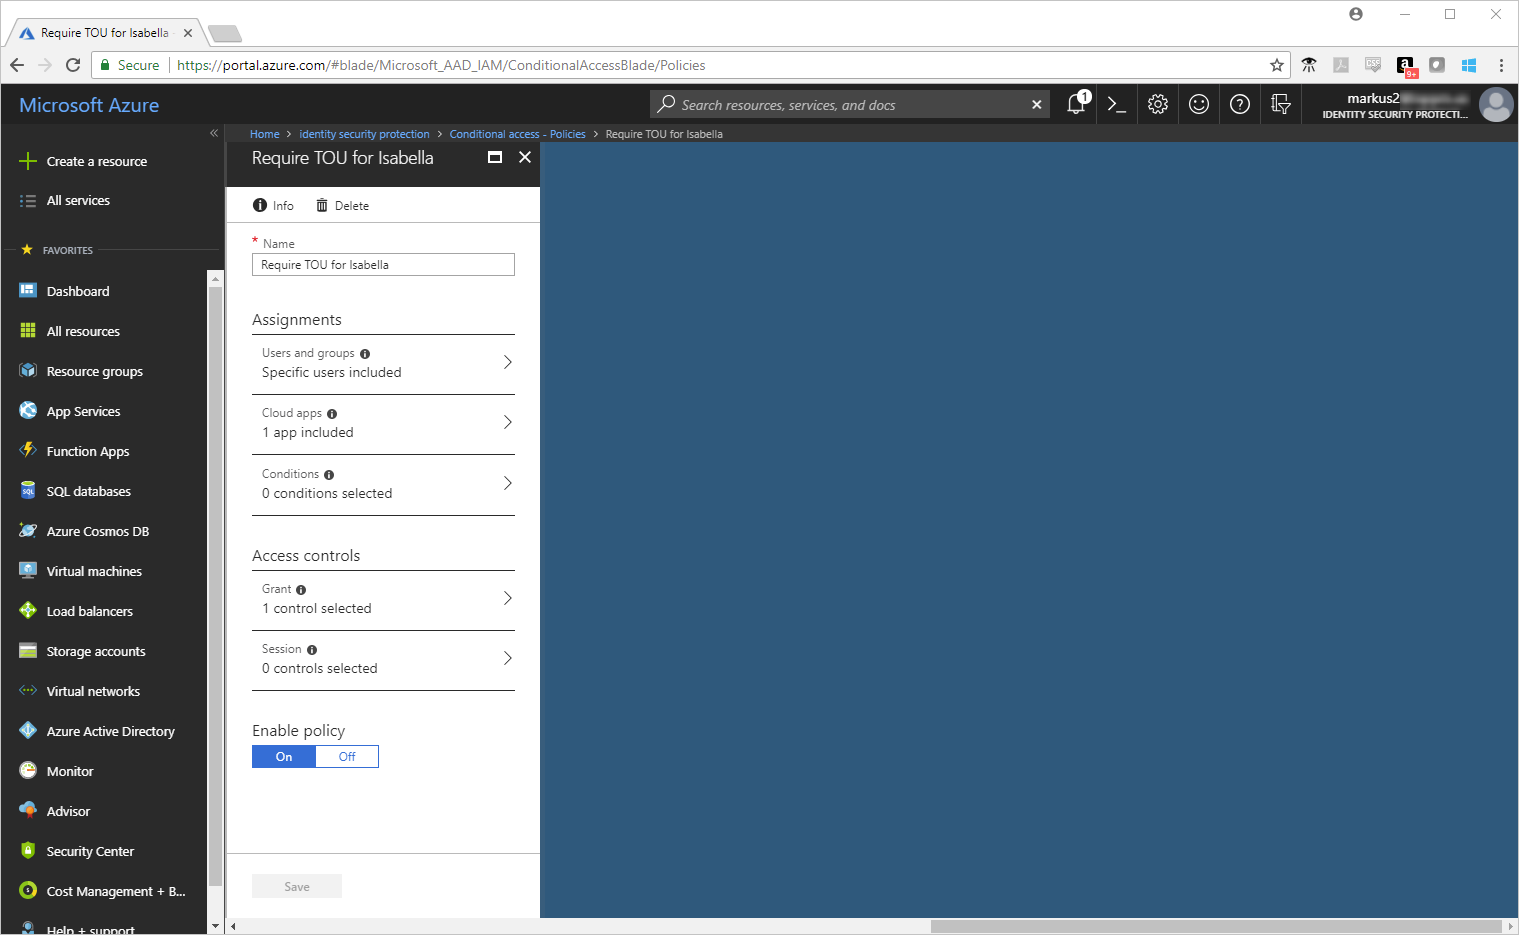 Require TOU for Isabella
Secure
https://portal.azure.com/#blade/Microsoft_AAD_IAM/ConditionalAccessBlade/Policies
CSS
a
9+
Microsoft Azure
Search resources, services, and docs
1
markus2
IDENTITY SECURITY PROTECTI...
Home > identity security protection > Conditional access - Policies > Require TOU for Isabella
Create a resource
All services
FAVORITES
Dashboard
All resources
Resource groups
App Services
Function Apps
SQL
SQL databases
Azure Cosmos DB
Virtual machines
Load balancers
Storage accounts
Virtual networks
Azure Active Directory
Monitor
Advisor
Security Center
Cost Management + B...
Help + support
Require TOU for Isabella
Info
Delete
* Name
Require TOU for Isabella
Assignments
Users and groups
Specific users included
Cloud apps
1 app included
Conditions
0 conditions selected
Access controls
Grant
1 control selected
Session
0 controls selected
Enable policy
On
Off
Save